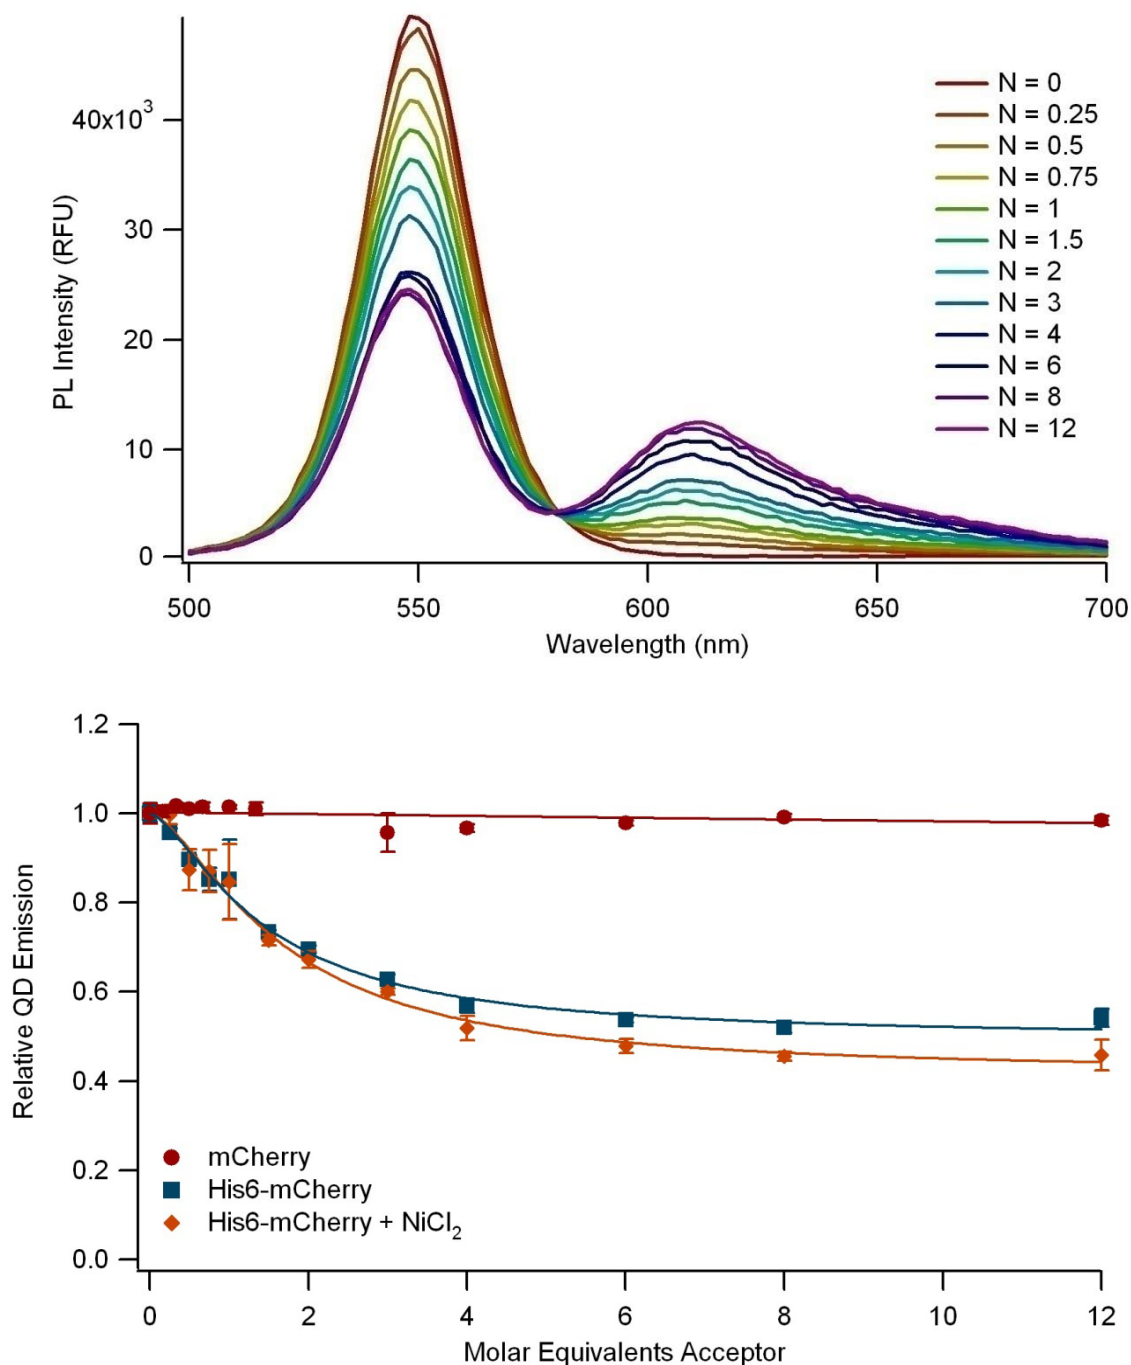 40x10³
30
20
10
0
PL Intensity (RFU)
N = 0
N = 0.25
N = 0.5
N = 0.75
N = 1
N = 1.5
N = 2
N = 3
N = 4
N = 6
N = 8
N = 12
500 550 600 650 700
Wavelength (nm)
1.2
1.0
0.8
0.6
0.4
0.2
0.0
Relative QD Emission
mCherry
His6-mCherry
His6-mCherry + NiCl₂
0 2 4 6 8 10 12
Molar Equivalents Acceptor